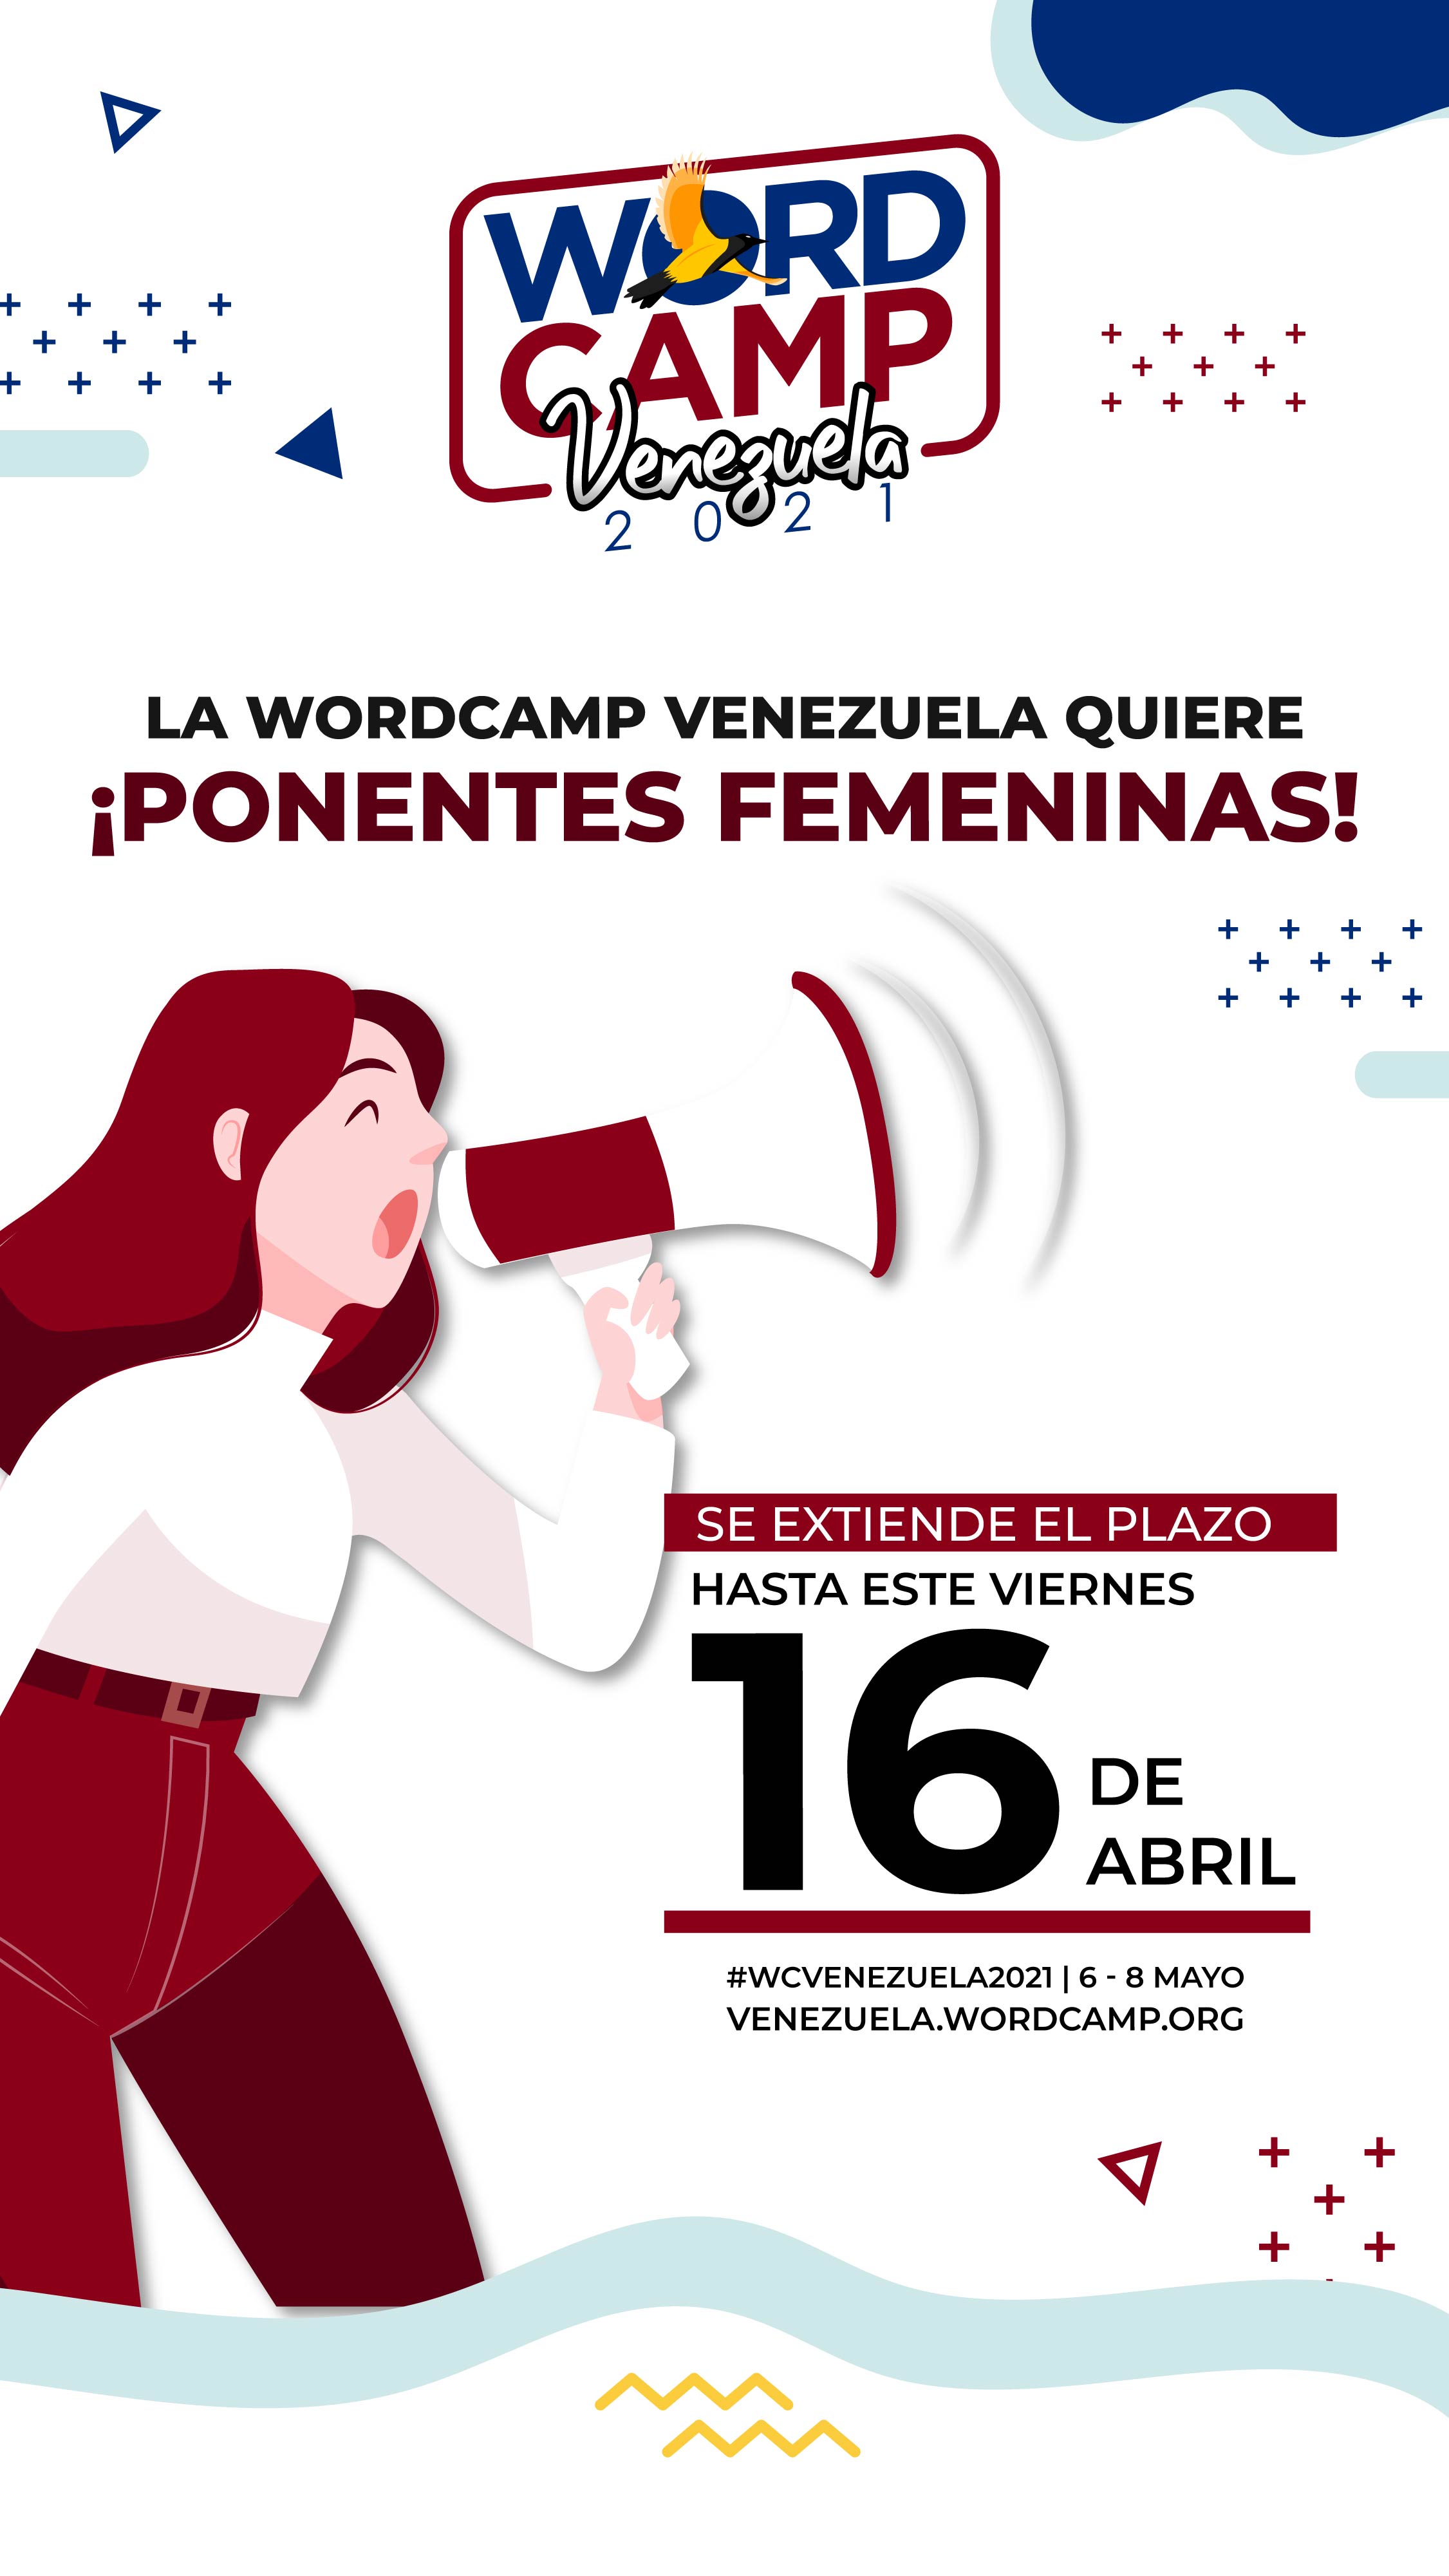 WORD
CAMP
Venezuela
2021
LA WORDCAMP VENEZUELA QUIERE
¡PONENTES FEMENINAS!
SE EXTIENDE EL PLAZO
HASTA ESTE VIERNES
16 DE
ABRIL
#WCVENEZUELA2021 | 6 - 8 MAYO
VENEZUELA.WORDCAMP.ORG